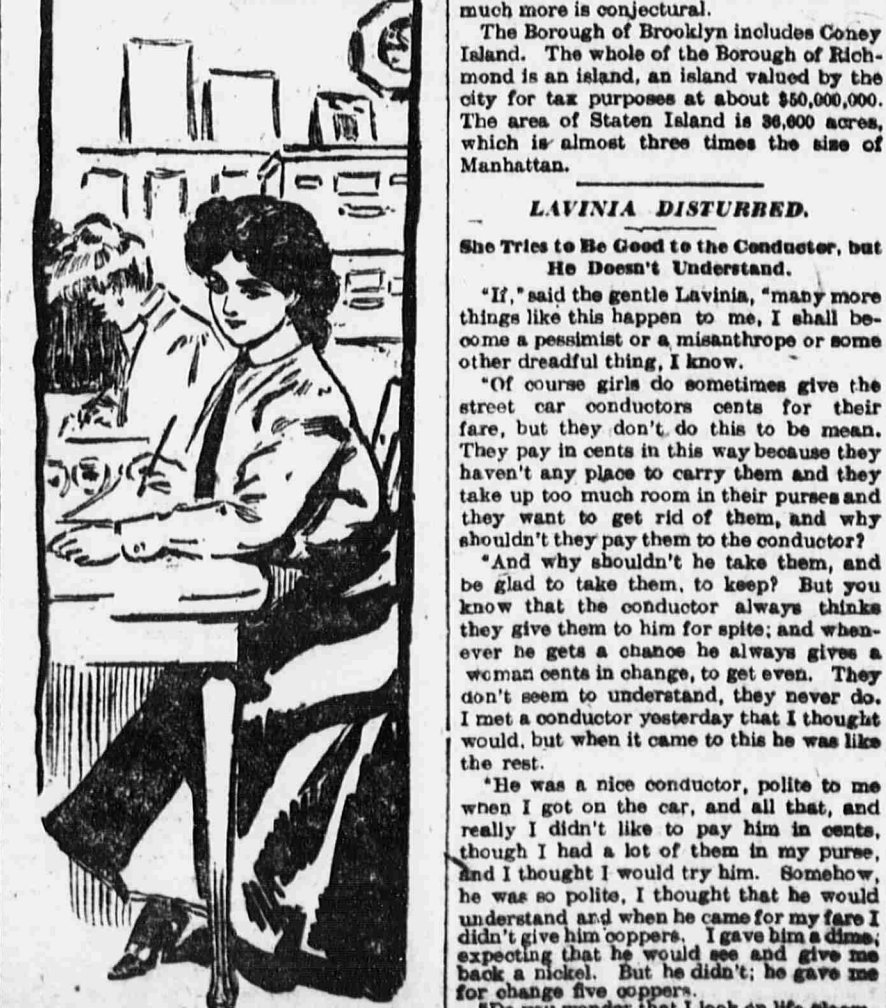 much more is conjectural.
The Borough of Brooklyn includes Coney
Island. The whole of the Borough of Rich-
mond is an island, an island valued by the
city for tax purposes at about $50,000,000.
The area of Staten Island is 36,600 acres,
which is almost three times the size of
Manhattan.
LAVINIA DISTURBED.
She Tries to Be Good to the Conductor, but
He Doesn't Understand.
"If," said the gentle Lavinia, "many more
things like this happen to me, I shall be-
come a pessimist or a misanthrope or some
other dreadful thing, I know.
"Of course girls do sometimes give the
street car conductors cents for their
fare, but they don't do this to be mean.
They pay in cents in this way because they
haven't any place to carry them and they
take up too much room in their purses and
they want to get rid of them, and why
shouldn't they pay them to the conductor?
"And why shouldn't he take them, and
be glad to take them, to keep? But you
know that the conductor always thinks
they give them to him for spite; and when-
ever he gets a chance he always gives a
woman cents in change, to get even. They
don't seem to understand, they never do.
I met a conductor yesterday that I thought
would, but when it came to this he was like
the rest.
"He was a nice conductor, polite to me
when I got on the car, and all that, and
really I didn't like to pay him in cents,
though I had a lot of them in my purse,
and I thought I would try him. Somehow,
he was so polite, I thought that he would
understand and when he came for my fare I
didn't give him coppers. I gave him a dime;
expecting that he would see and give me
back a nickel. But he didn't; he gave me
for change five coppers.